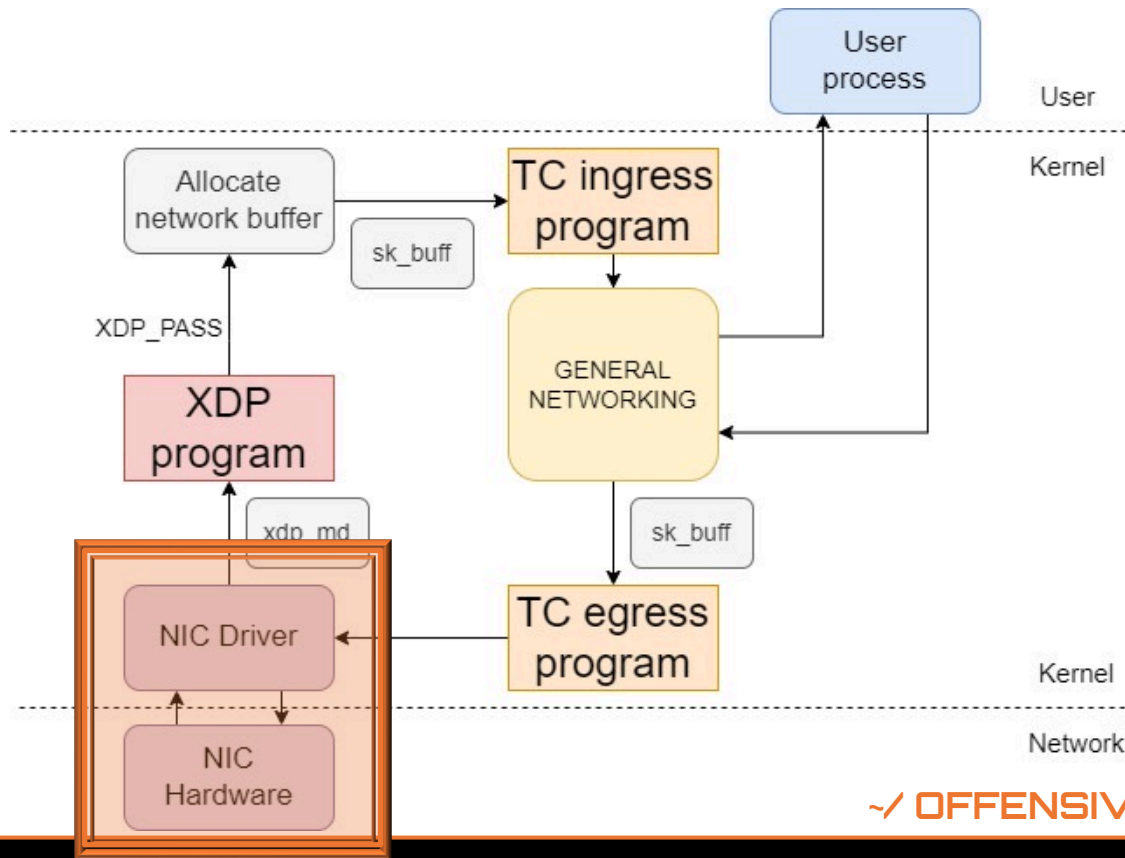 User
process
User
Kernel
Allocate
network buffer
TC ingress
program
sk_buff
XDP_PASS
GENERAL
NETWORKING
XDP
program
xdp_md
sk_buff
NIC Driver
TC egress
program
Kernel
Network
NIC
Hardware
~/ OFFENSIV